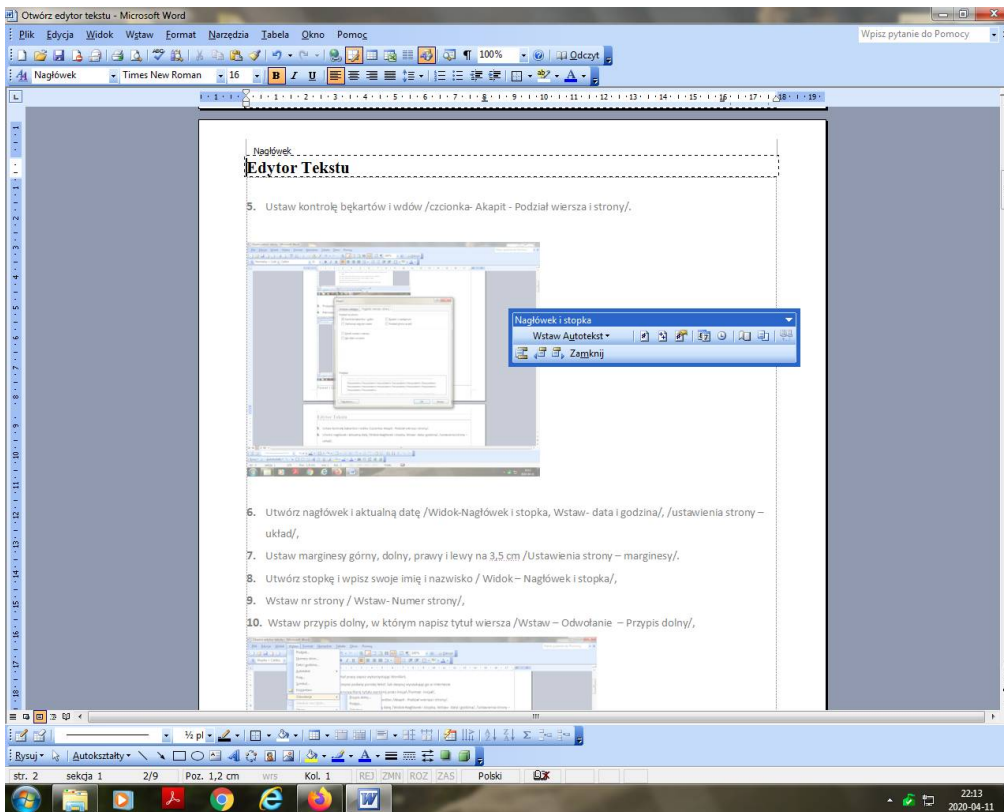 Otwórz edytor tekstu - Microsoft Word
Plik Edycja Widok Wstaw Format Narzędzia Tabela Okno Pomoc
Wpisz pytanie do Pomocy
100% Odczyt
Nagłówek Times New Roman 16 B I U
Nagłówek
Edytor Tekstu
5. Ustaw kontrolę bękartów i wdów /czcionka- Akapit - Podział wiersza i strony/.
Nagłówek i stopka
Wstaw Autotekst
Zamknij
6. Utwórz nagłówek i aktualną datę /Widok-Nagłówek i stopka, Wstaw- data i godzina/, /ustawienia strony –
układ/,
7. Ustaw marginesy górny, dolny, prawy i lewy na 3,5 cm /Ustawienia strony – marginesy/.
8. Utwórz stopkę i wpisz swoje imię i nazwisko / Widok – Nagłówek i stopka/,
9. Wstaw nr strony / Wstaw- Numer strony/,
10. Wstaw przypis dolny, w którym napisz tytuł wiersza /Wstaw – Odwołanie – Przypis dolny/,
½ pl
Rysuj Autokształty
str. 2 sekcja 1 2/9 Poz. 1,2 cm wrs Kol. 1 REJ ZMN ROZ ZAS Polski
22:13
2020-04-11